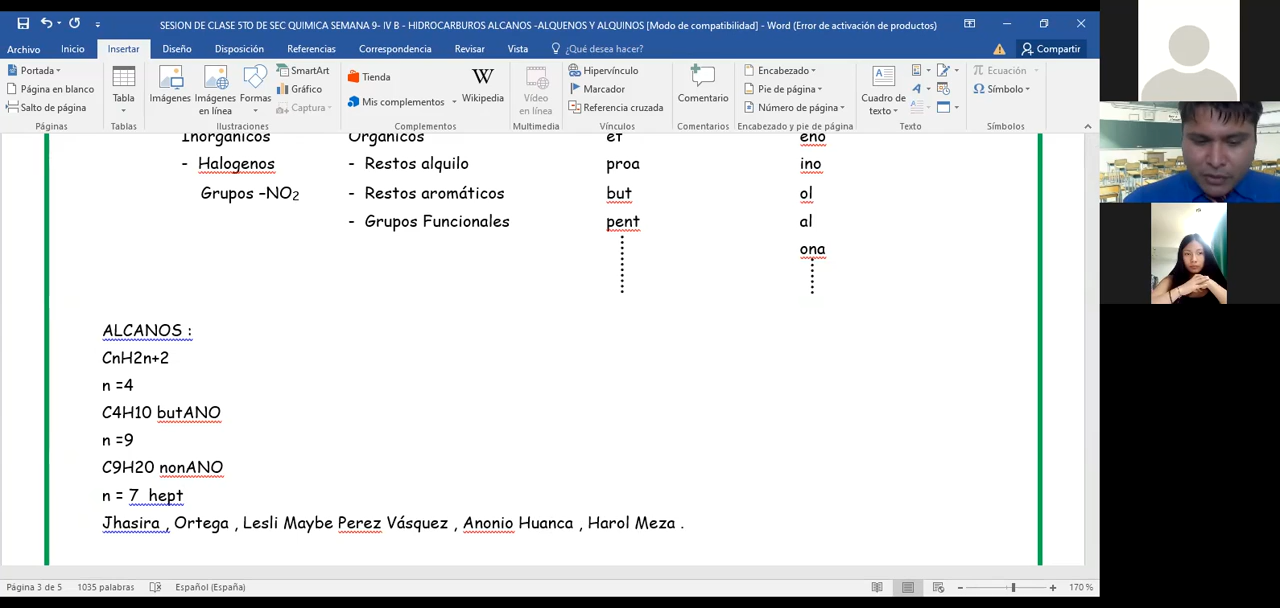 SESION DE CLASE 5TO DE SEC QUIMICA SEMANA 9- IV B - HIDROCARBUROS ALCANOS -ALQUENOS Y ALQUINOS [Modo de compatibilidad] - Word (Error de activación de productos)
Archivo Inicio Insertar Diseño Disposición Referencias Correspondencia Revisar Vista ¿Qué desea hacer? Compartir
Portada
Página en blanco
Salto de página
Páginas
Tabla
Tablas
Imágenes
Imágenes en línea
Formas
SmartArt
Gráfico
Captura
Ilustraciones
Tienda
Mis complementos
Wikipedia
Complementos
Vídeo en línea
Multimedia
Hipervínculo
Marcador
Referencia cruzada
Vínculos
Comentario
Comentarios
Encabezado
Pie de página
Número de página
Encabezado y pie de página
Cuadro de texto
Texto
Ecuación
Símbolo
Símbolos
Inorgánicos Orgánicos et eno
- Halogenos - Restos alquilo proa ino
Grupos –NO2 - Restos aromáticos but ol
- Grupos Funcionales pent al
ona
ALCANOS :
CnH2n+2
n =4
C4H10 butANO
n =9
C9H20 nonANO
n = 7 hept
Jhasira , Ortega , Lesli Maybe Perez Vásquez , Anonio Huanca , Harol Meza .
Página 3 de 5 1035 palabras Español (España) 170 %